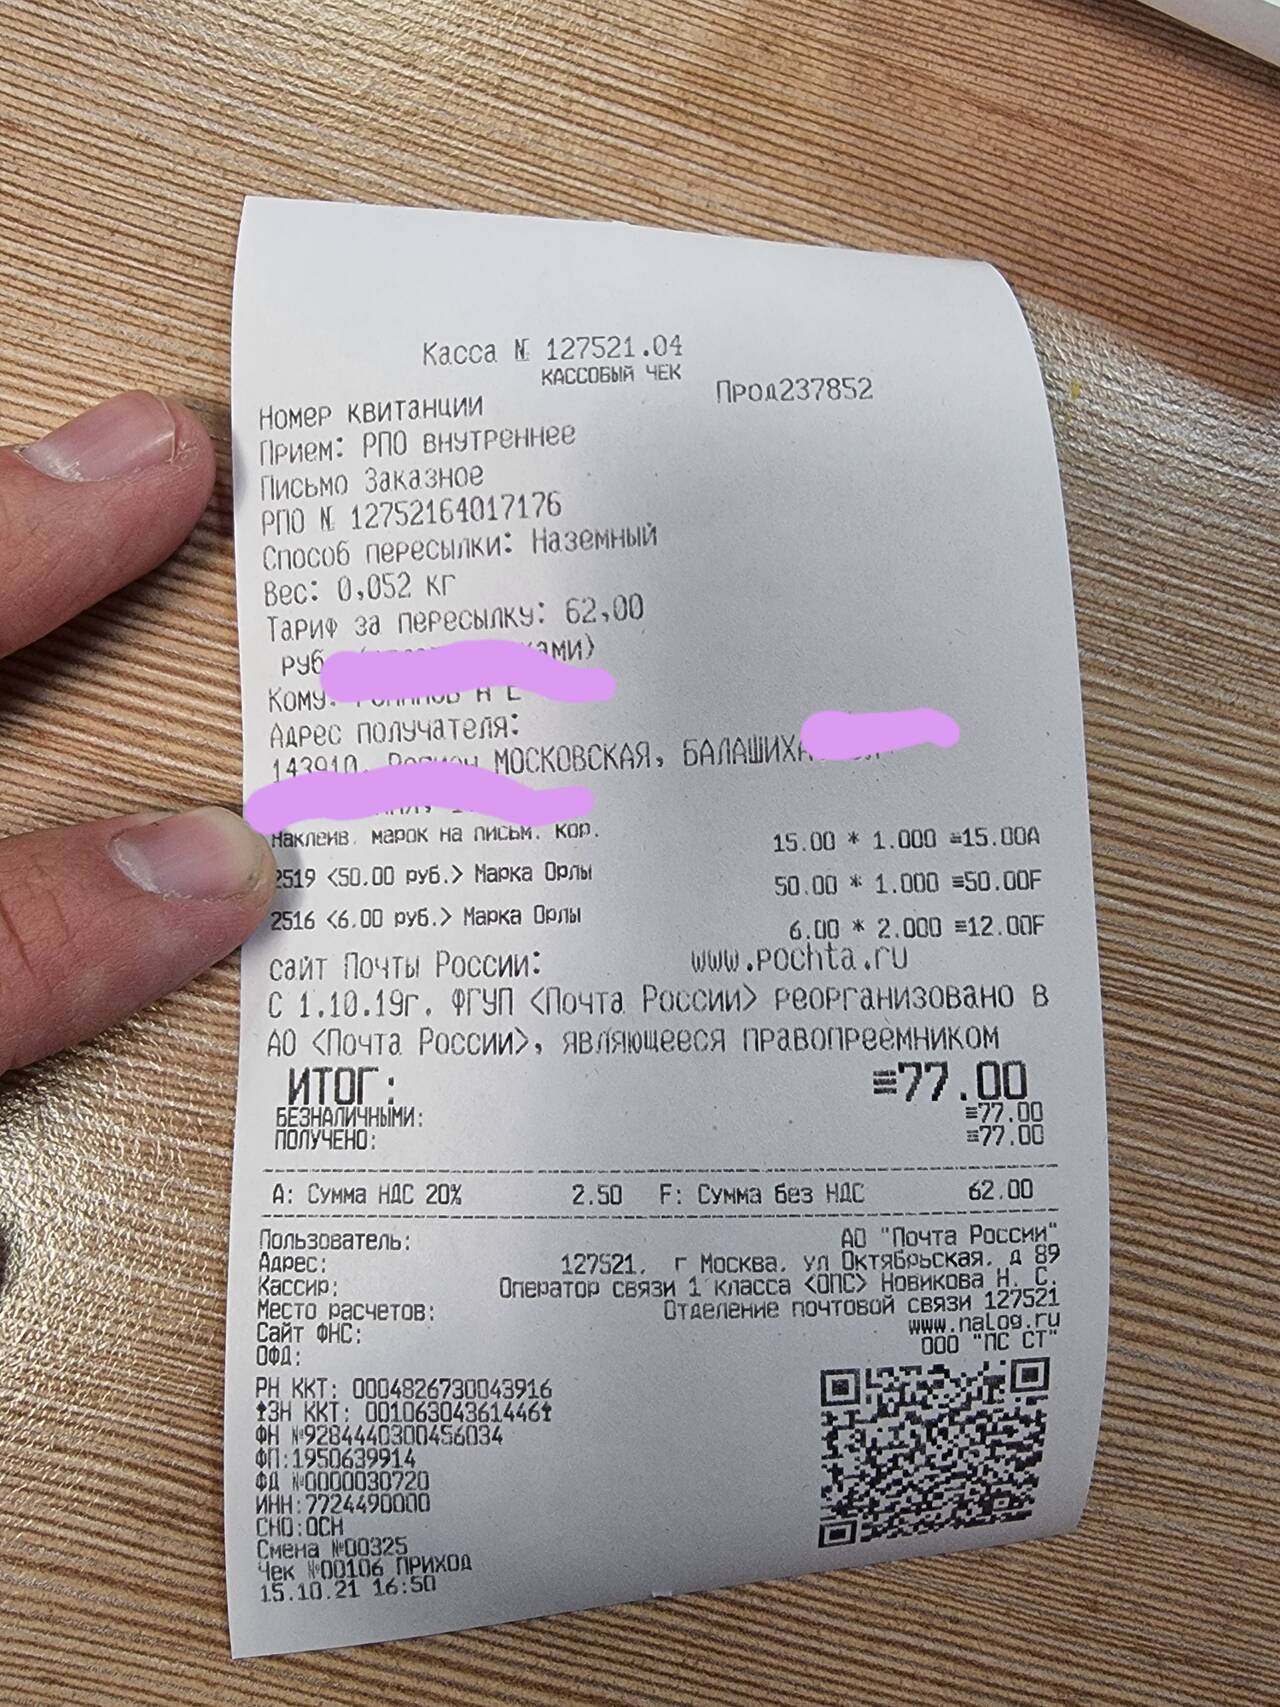 Касса № 127521.04
КАССОВЫЙ ЧЕК
Прод237852
Номер квитанции
Прием: РПО внутреннее
Письмо Заказное
РПО № 12752164017176
Способ пересылки: Наземный
Вес: 0,052 кг
Тариф за пересылку: 62,00
руб
Кому:
Адрес получателя:
143910, Регион МОСКОВСКАЯ, БАЛАШИХА
Наклеив. марок на письм. кор.
15.00 * 1.000 ≡15.00А
2519 <50.00 руб.> Марка Орлы
50.00 * 1.000 ≡50.00F
2516 <6.00 руб.> Марка Орлы
6.00 * 2.000 ≡12.00F
сайт Почты России: www.pochta.ru
С 1.10.19г. ФГУП <Почта России> реорганизовано в
АО <Почта России>, являющееся правопреемником
ИТОГ: ≡77.00
БЕЗНАЛИЧНЫМИ: ≡77.00
ПОЛУЧЕНО: ≡77.00
А: Сумма НДС 20% 2.50 F: Сумма без НДС 62.00
Пользователь: АО "Почта России"
Адрес: 127521, г Москва, ул Октябрьская, д 89
Кассир: Оператор связи 1 класса <ОПС> Новикова Н. С.
Место расчетов: Отделение почтовой связи 127521
Сайт ФНС: www.nalog.ru
ОФД: ООО "ПС СТ"
РН ККТ: 0004826730043916
ЗН ККТ: 00106304361446
ФН №9284440300456034
ФП:1950639914
ФД №0000030720
ИНН:7724490000
СНО:ОСН
Смена №00325
Чек №00106 ПРИХОД
15.10.21 16:50